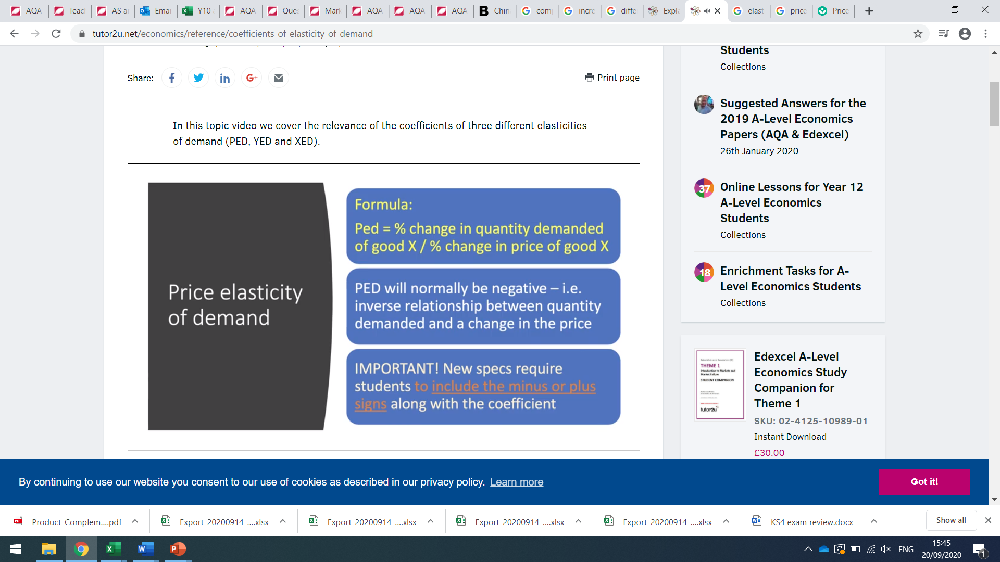 AQA
Teac
AS ar
Emai
Y10
AQA
Ques
Mark
AQA
AQA
AQA
Chin
com
incre
diffe
Expla
elast
price
Price
tutor2u.net/economics/reference/coefficients-of-elasticity-of-demand
Share:
Print page
In this topic video we cover the relevance of the coefficients of three different elasticities
of demand (PED, YED and XED).
Price elasticity
of demand
Formula:
Ped = % change in quantity demanded
of good X / % change in price of good X
PED will normally be negative – i.e.
inverse relationship between quantity
demanded and a change in the price
IMPORTANT! New specs require
students to include the minus or plus
signs along with the coefficient
Students
Collections
Suggested Answers for the
2019 A-Level Economics
Papers (AQA & Edexcel)
26th January 2020
37
Online Lessons for Year 12
A-Level Economics
Students
Collections
18
Enrichment Tasks for A-
Level Economics Students
Collections
THEME 1
Introduction to Markets and
Market Failure
STUDENT COMPANION
tutor2u
Edexcel A-Level
Economics Study
Companion for
Theme 1
SKU: 02-4125-10989-01
Instant Download
£30.00
By continuing to use our website you consent to our use of cookies as described in our privacy policy. Learn more
Got it!
Product_Complem....pdf
Export_20200914_....xlsx
Export_20200914_....xlsx
Export_20200914_....xlsx
Export_20200914_....xlsx
KS4 exam review.docx
Show all
ENG
15:45
20/09/2020
1